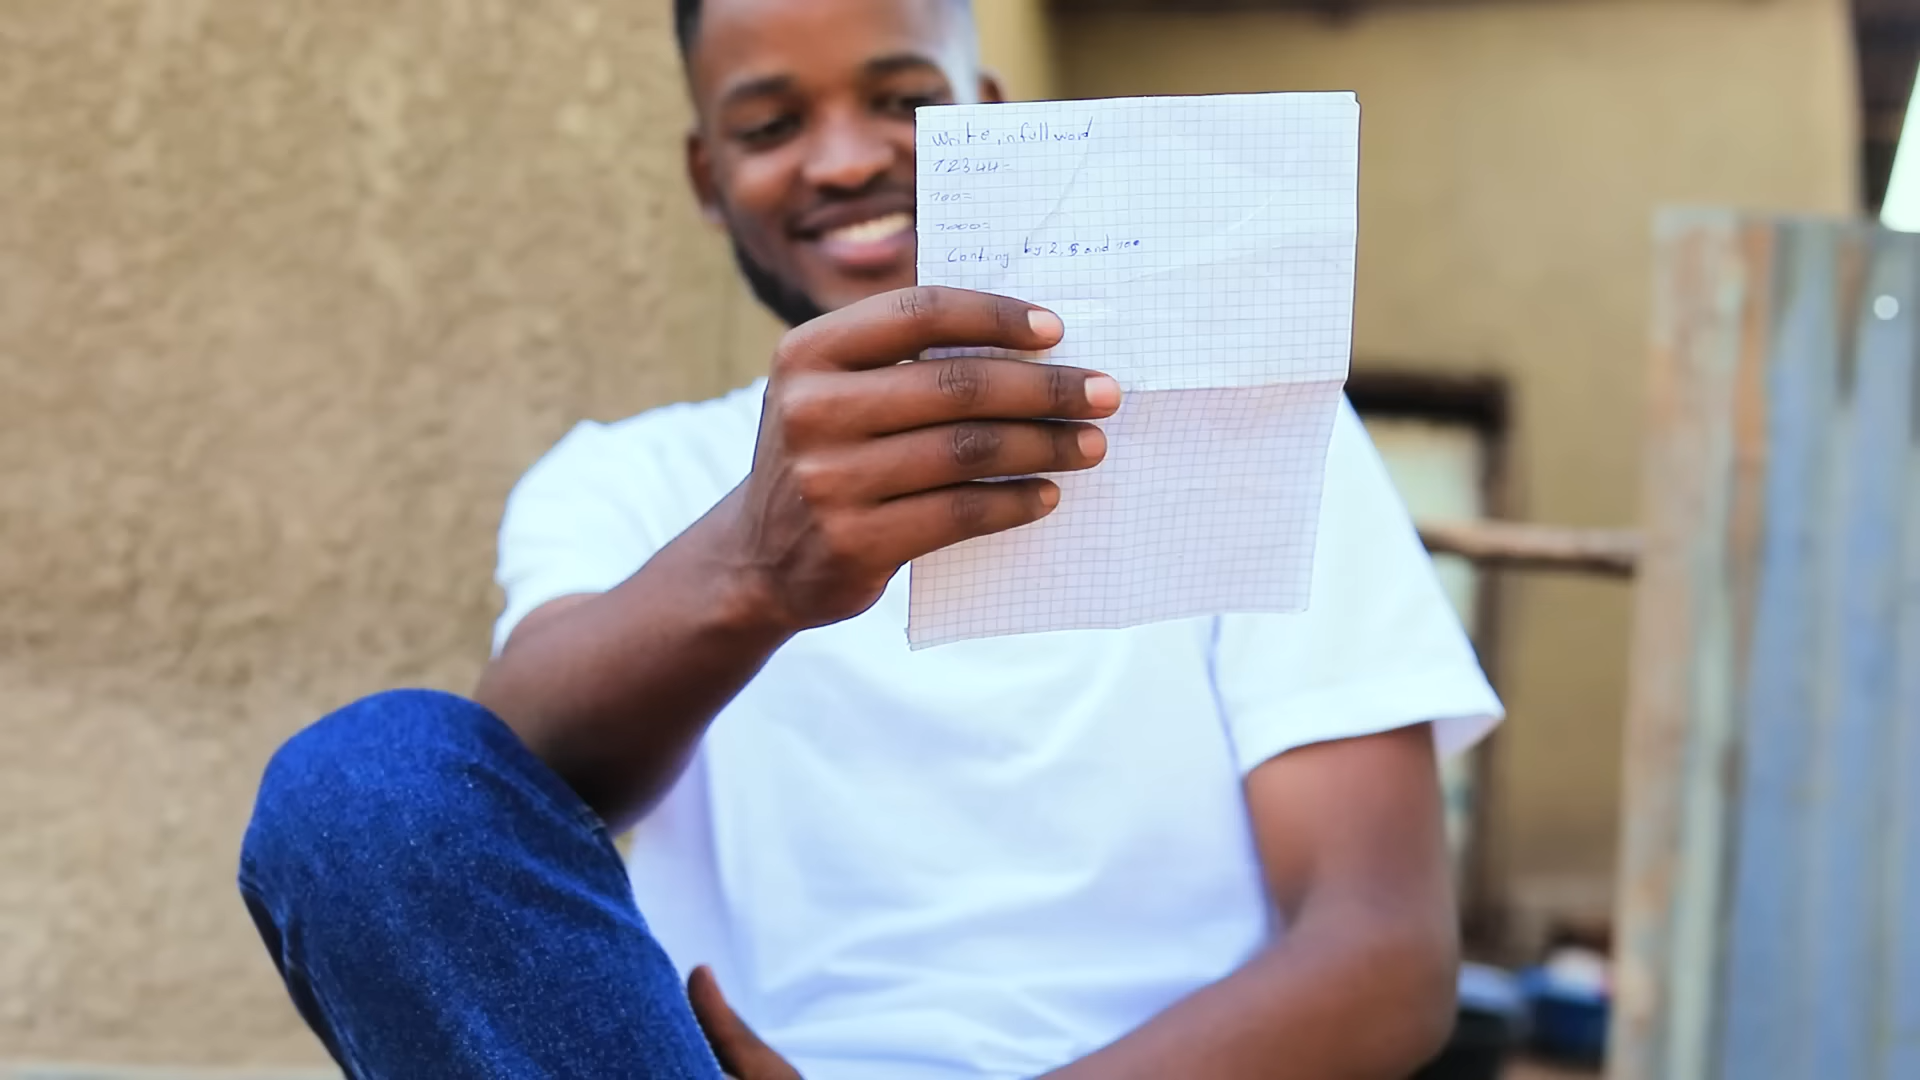 Write in full word
12344=
100=
1000=
Conting by 2, 5 and 100